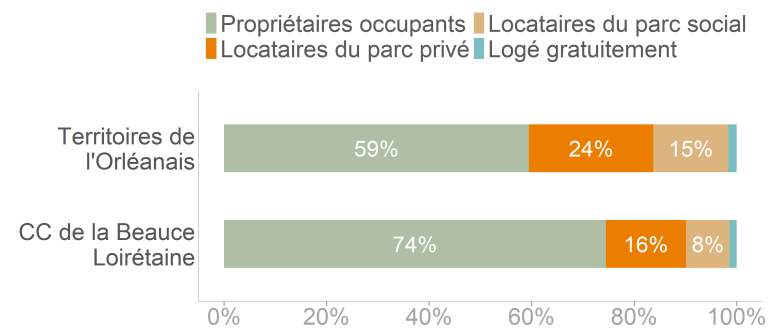 Propriétaires occupants
Locataires du parc social
Locataires du parc privé
Logé gratuitement
Territoires de
l'Orléanais
59%
24%
15%
CC de la Beauce
Loirétaine
74%
16%
8%
0%
20%
40%
60%
80%
100%